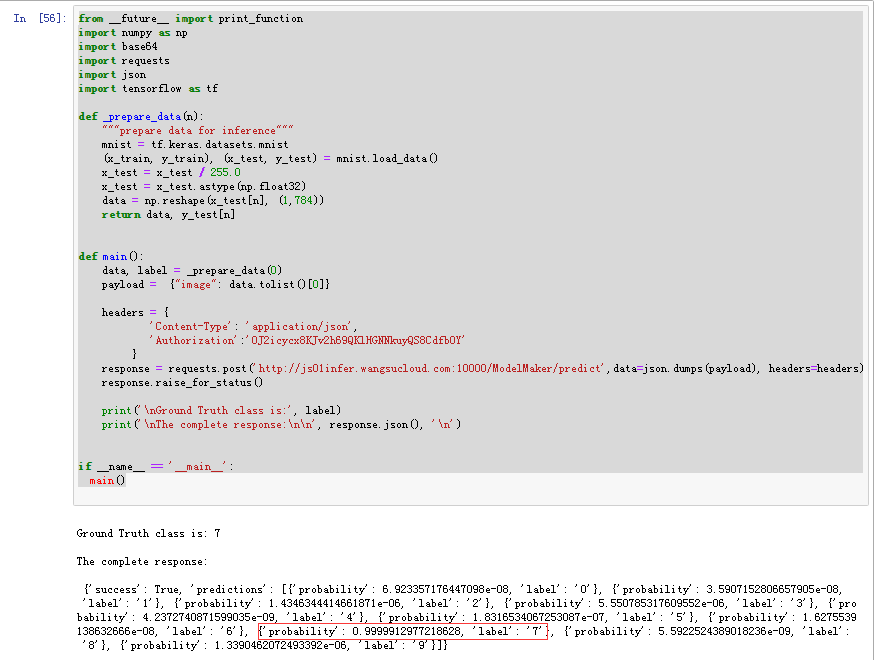 In [56]:
from __future__ import print_function
import numpy as np
import base64
import requests
import json
import tensorflow as tf
def _prepare_data(n):
"""prepare data for inference"""
mnist = tf.keras.datasets.mnist
(x_train, y_train), (x_test, y_test) = mnist.load_data()
x_test = x_test / 255.0
x_test = x_test.astype(np.float32)
data = np.reshape(x_test[n], (1,784))
return data, y_test[n]
def main():
data, label = _prepare_data(0)
payload = {"image": data.tolist()[0]}
headers = {
'Content-Type': 'application/json',
'Authorization':'OJ2icycx8KJv2h69QKlHGNNkuyQS8CdfbOY'
}
response = requests.post('http://js01infer.wangsucloud.com:10000/ModelMaker/predict',data=json.dumps(payload), headers=headers)
response.raise_for_status()
print('\nGround Truth class is:', label)
print('\nThe complete response:\n\n', response.json(), '\n')
if __name__ == '__main__':
main()
Ground Truth class is: 7
The complete response:
{'success': True, 'predictions': [{'probability': 6.923357176447098e-08, 'label': '0'}, {'probability': 3.5907152806657905e-08,
'label': '1'}, {'probability': 1.4346344414661871e-06, 'label': '2'}, {'probability': 5.550785317609552e-06, 'label': '3'}, {'pro
bability': 4.2372740871599035e-09, 'label': '4'}, {'probability': 1.8316534067253087e-07, 'label': '5'}, {'probability': 1.6275539
138632666e-08, 'label': '6'}, {'probability': 0.9999912977218628, 'label': '7'}, {'probability': 5.5922524389018236e-09, 'label':
'8'}, {'probability': 1.3390462072493392e-06, 'label': '9'}]}